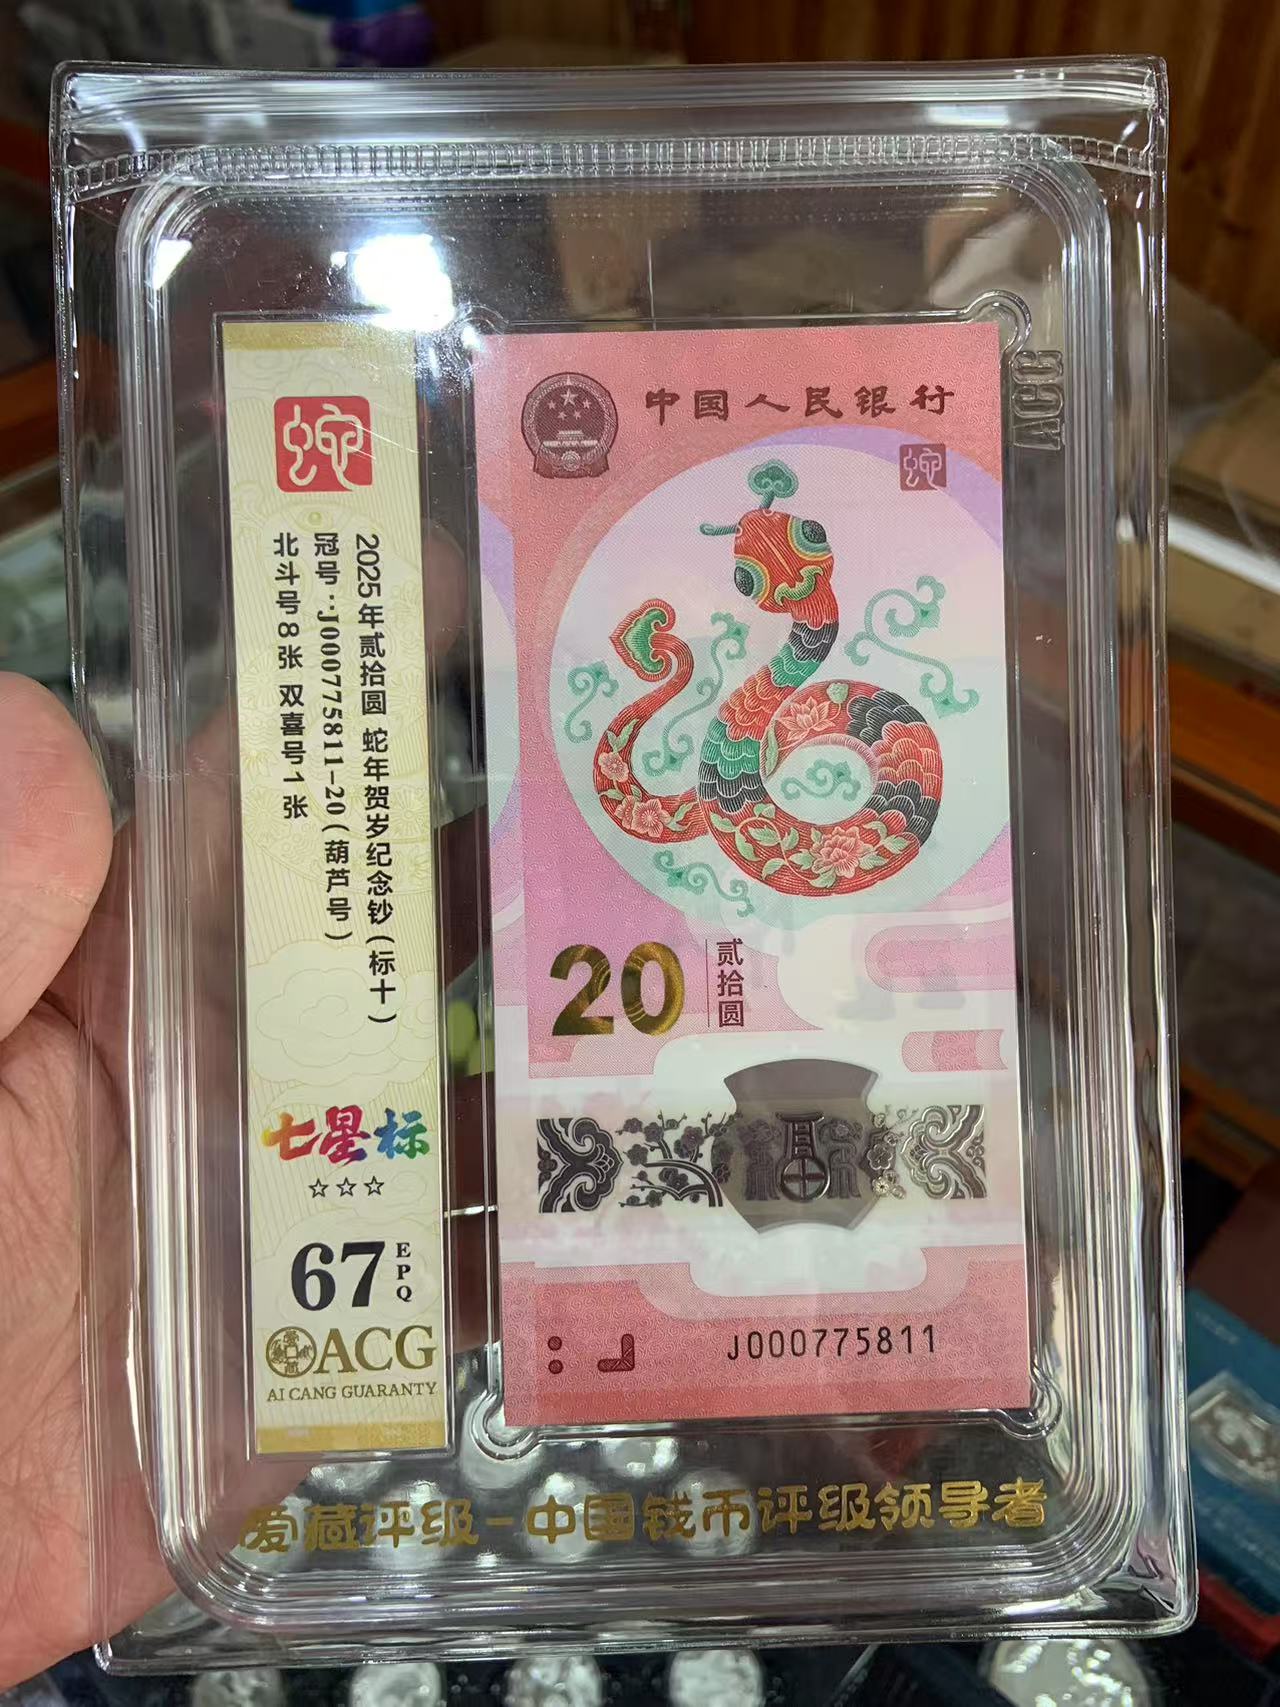 蛇
2025年贰拾圆 蛇年贺岁纪念钞(标十)
冠号:J000775811-20(葫芦号)
北斗号8张 双喜号1张
七星标
☆☆☆
67 EPQ
ACG
AI CANG GUARANTY
中国人民银行
蛇
20 贰拾圆
J000775811
ACG
爱藏评级-中国钱币评级领导者